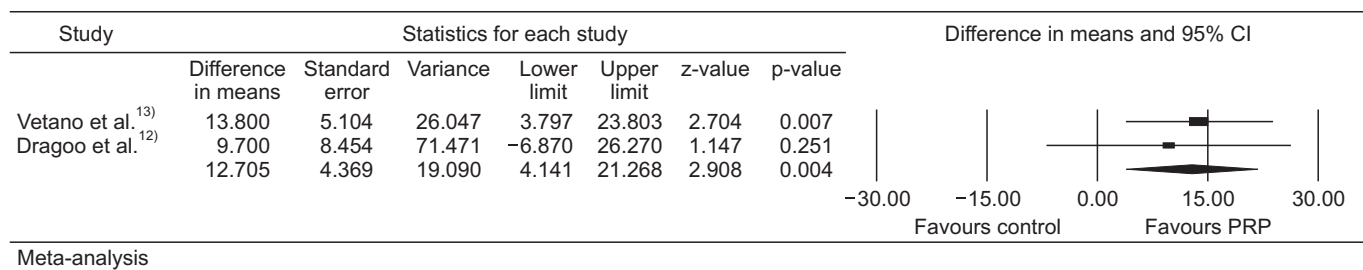 Study Statistics for each study Difference in means and 95% CI
Difference Standard Variance Lower Upper z-value p-value
in means error limit limit
Vetano et al.13) 13.800 5.104 26.047 3.797 23.803 2.704 0.007
Dragoo et al.12) 9.700 8.454 71.471 −6.870 26.270 1.147 0.251
12.705 4.369 19.090 4.141 21.268 2.908 0.004
−30.00 −15.00 0.00 15.00 30.00
Favours control Favours PRP
Meta-analysis